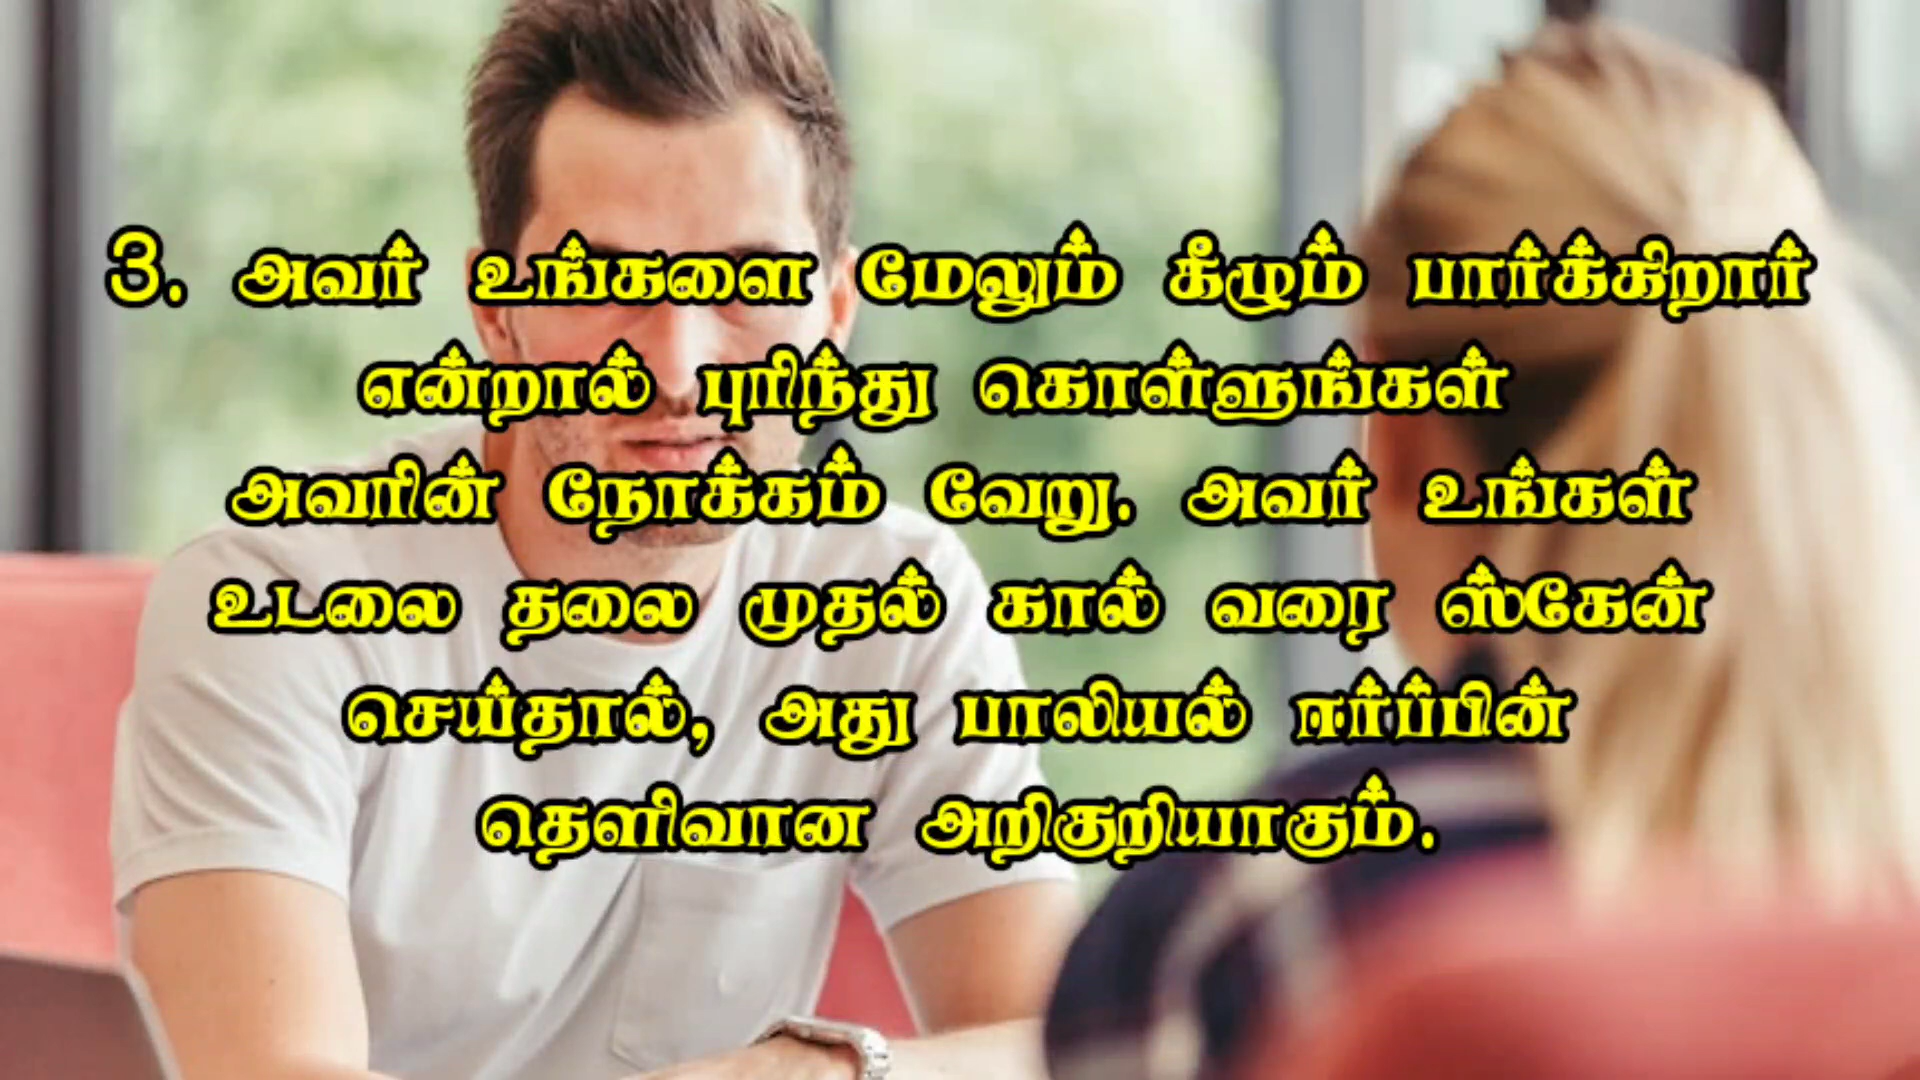 3. அவர் உங்களை மேலும் கீழும் பார்க்கிறார்
என்றால் புரிந்து கொள்ளுங்கள்
அவரின் நோக்கம் வேறு. அவர் உங்கள்
உடலை தலை முதல் கால் வரை ஸ்கேன்
செய்தால், அது பாலியல் ஈர்ப்பின்
தெளிவான அறிகுறியாகும்.